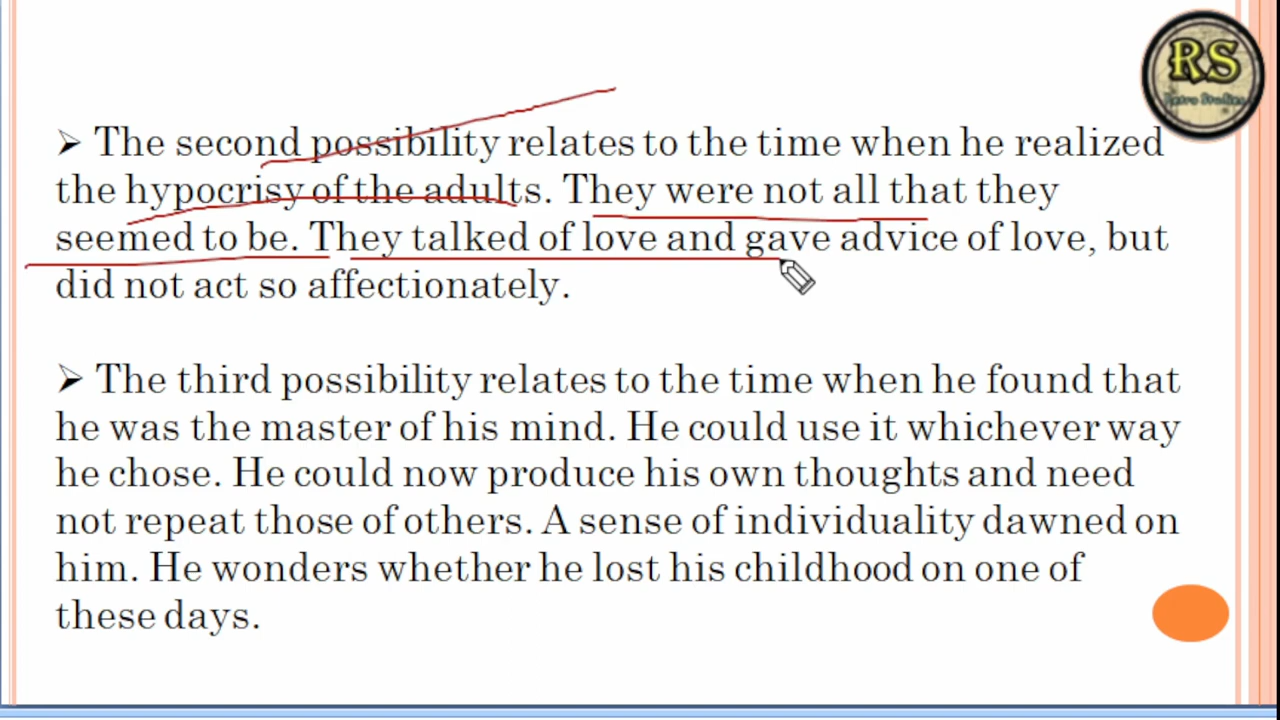 RS
Retro Studies
➢ The second possibility relates to the time when he realized
the hypocrisy of the adults. They were not all that they
seemed to be. They talked of love and gave advice of love, but
did not act so affectionately.
➢ The third possibility relates to the time when he found that
he was the master of his mind. He could use it whichever way
he chose. He could now produce his own thoughts and need
not repeat those of others. A sense of individuality dawned on
him. He wonders whether he lost his childhood on one of
these days.